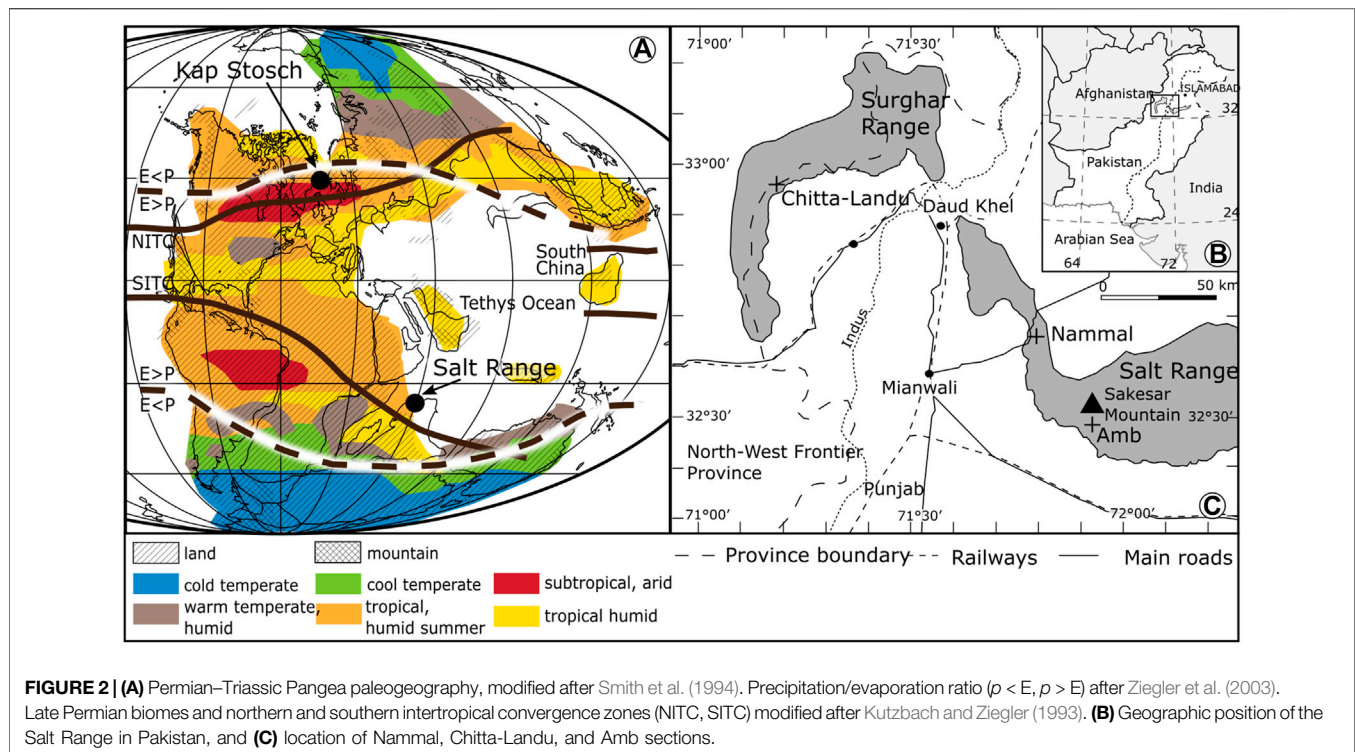 A
Kap Stosch
E<P
E>P
NITC
SITC
South
China
Tethys Ocean
Salt Range
E>P
E<P
71°00'
71°30'
Surghar
Range
33°00'
Chitta-Landu
Daud Khel
Indus
Nammal
Mianwali
Salt Range
Sakesar
Mountain
32°30'
32°30'
Amb
North-West Frontier
Province
Punjab
71°00'
71°30'
72°00'
C
Afghanistan
ISLAMABAD
32
Pakistan
India
24
Arabian Sea
64
72
B
0 50 km
land
mountain
cold temperate
cool temperate
subtropical, arid
warm temperate,
humid
tropical,
humid summer
tropical humid
Province boundary
Railways
Main roads
FIGURE 2 | (A) Permian–Triassic Pangea paleogeography, modified after Smith et al. (1994). Precipitation/evaporation ratio (p < E, p > E) after Ziegler et al. (2003).
Late Permian biomes and northern and southern intertropical convergence zones (NITC, SITC) modified after Kutzbach and Ziegler (1993). (B) Geographic position of the
Salt Range in Pakistan, and (C) location of Nammal, Chitta-Landu, and Amb sections.